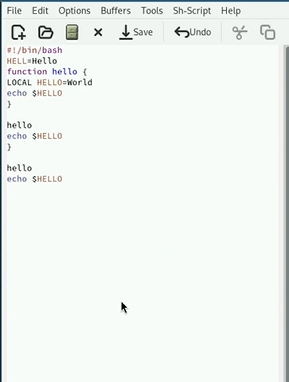 File Edit Options Buffers Tools Sh-Script Help
Save Undo
#!/bin/bash
HELL=Hello
function hello {
LOCAL HELLO=World
echo $HELLO
}
hello
echo $HELLO
}
hello
echo $HELLO